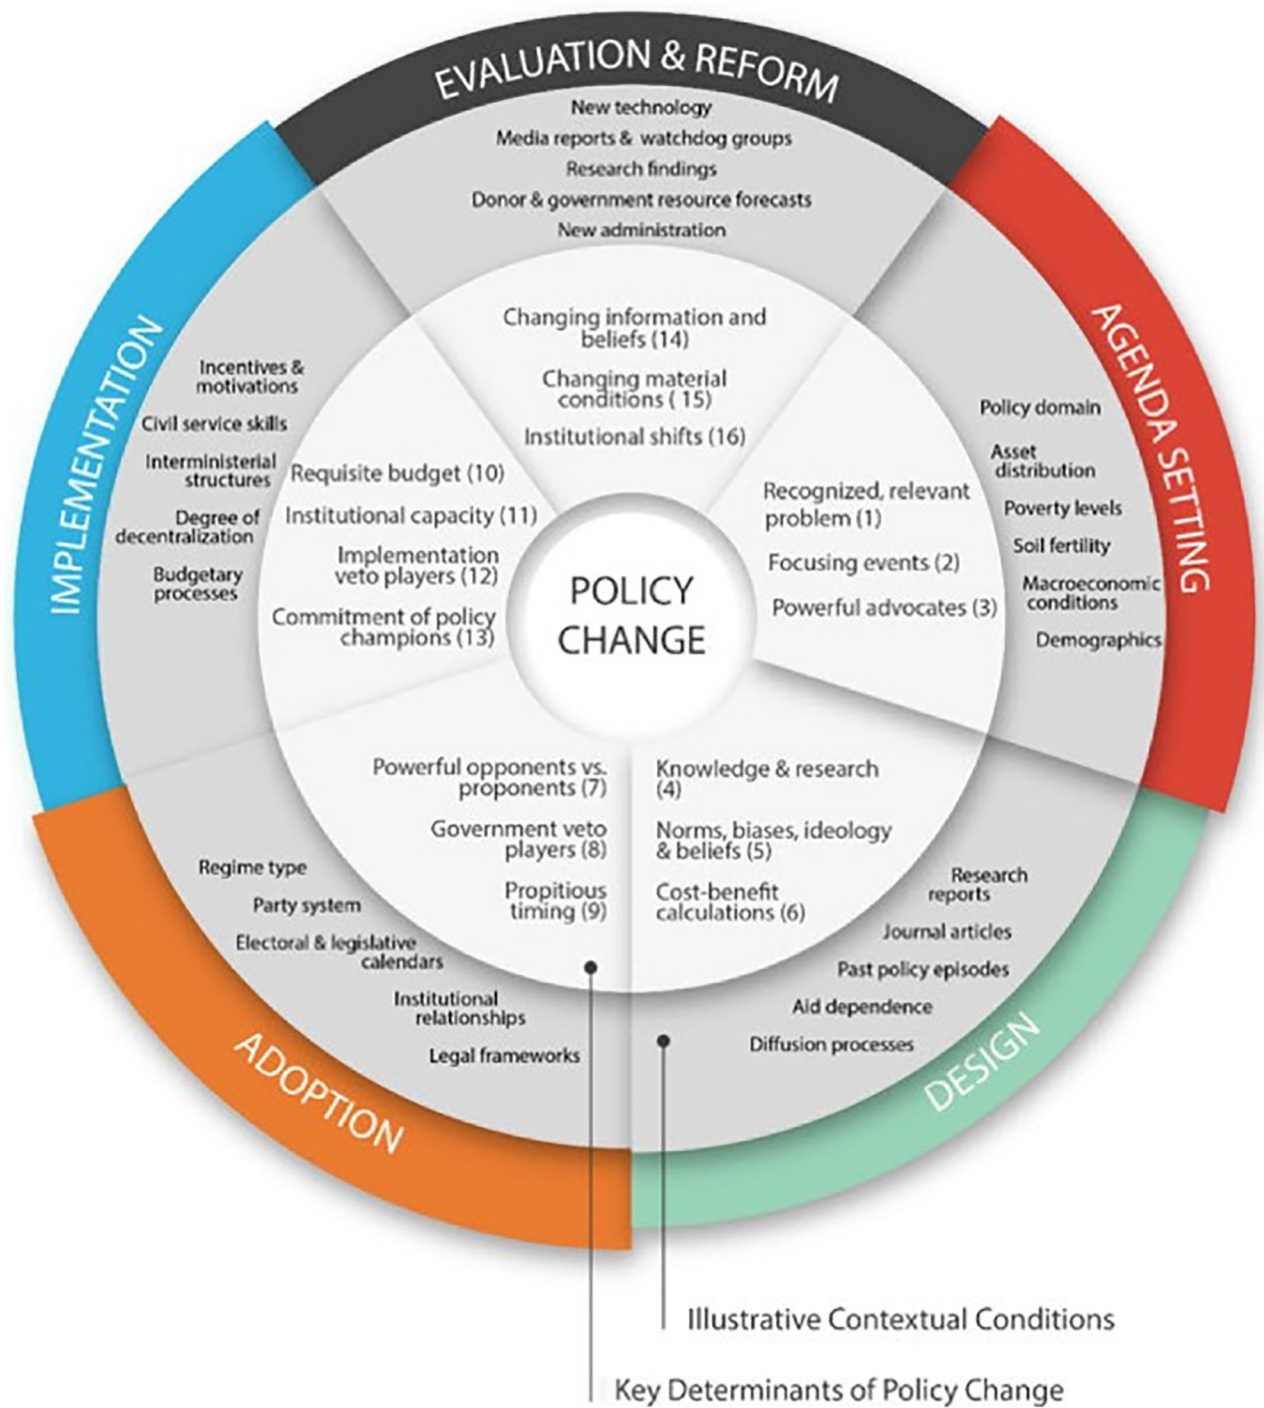 EVALUATION & REFORM
New technology
Media reports & watchdog groups
Research findings
Donor & government resource forecasts
New administration
Changing information and
beliefs (14)
Changing material
conditions ( 15)
Institutional shifts (16)
AGENDA SETTING
Policy domain
Asset
distribution
Poverty levels
Soil fertility
Macroeconomic
conditions
Demographics
Recognized, relevant
problem (1)
Focusing events (2)
Powerful advocates (3)
DESIGN
Research
reports
Journal articles
Past policy episodes
Aid dependence
Diffusion processes
Knowledge & research
(4)
Norms, biases, ideology
& beliefs (5)
Cost-benefit
calculations (6)
ADOPTION
Regime type
Party system
Electoral & legislative
calendars
Institutional
relationships
Legal frameworks
Powerful opponents vs.
proponents (7)
Government veto
players (8)
Propitious
timing (9)
IMPLEMENTATION
Incentives &
motivations
Civil service skills
Interministerial
structures
Degree of
decentralization
Budgetary
processes
Requisite budget (10)
Institutional capacity (11)
Implementation
veto players (12)
Commitment of policy
champions (13)
POLICY
CHANGE
Illustrative Contextual Conditions
Key Determinants of Policy Change